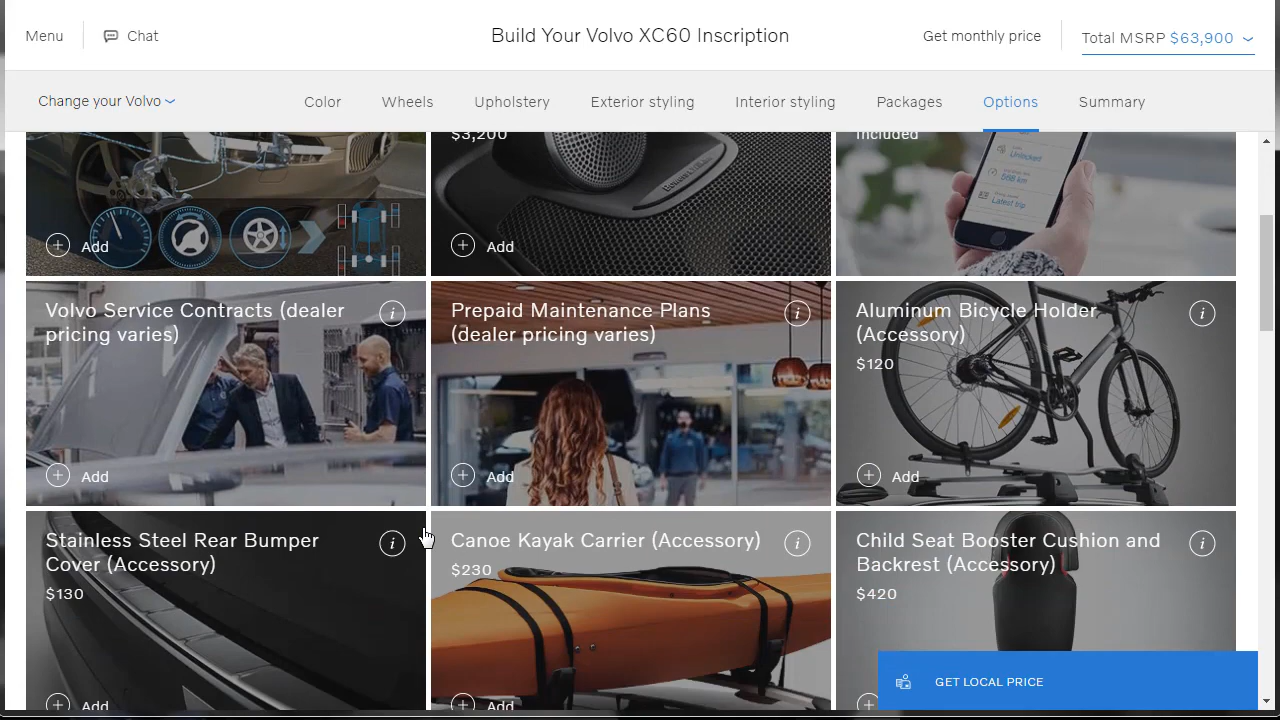 Menu
Chat
Build Your Volvo XC60 Inscription
Get monthly price
Total MSRP $63,900
Change your Volvo
Color
Wheels
Upholstery
Exterior styling
Interior styling
Packages
Options
Summary
$3,200
Included
Unlocked
Latest trip
Add
Add
Volvo Service Contracts (dealer
pricing varies)
i
Add
Prepaid Maintenance Plans
(dealer pricing varies)
i
Add
Aluminum Bicycle Holder
(Accessory)
$120
i
Add
Stainless Steel Rear Bumper
Cover (Accessory)
$130
i
Add
Canoe Kayak Carrier (Accessory)
$230
i
Add
Child Seat Booster Cushion and
Backrest (Accessory)
$420
i
GET LOCAL PRICE